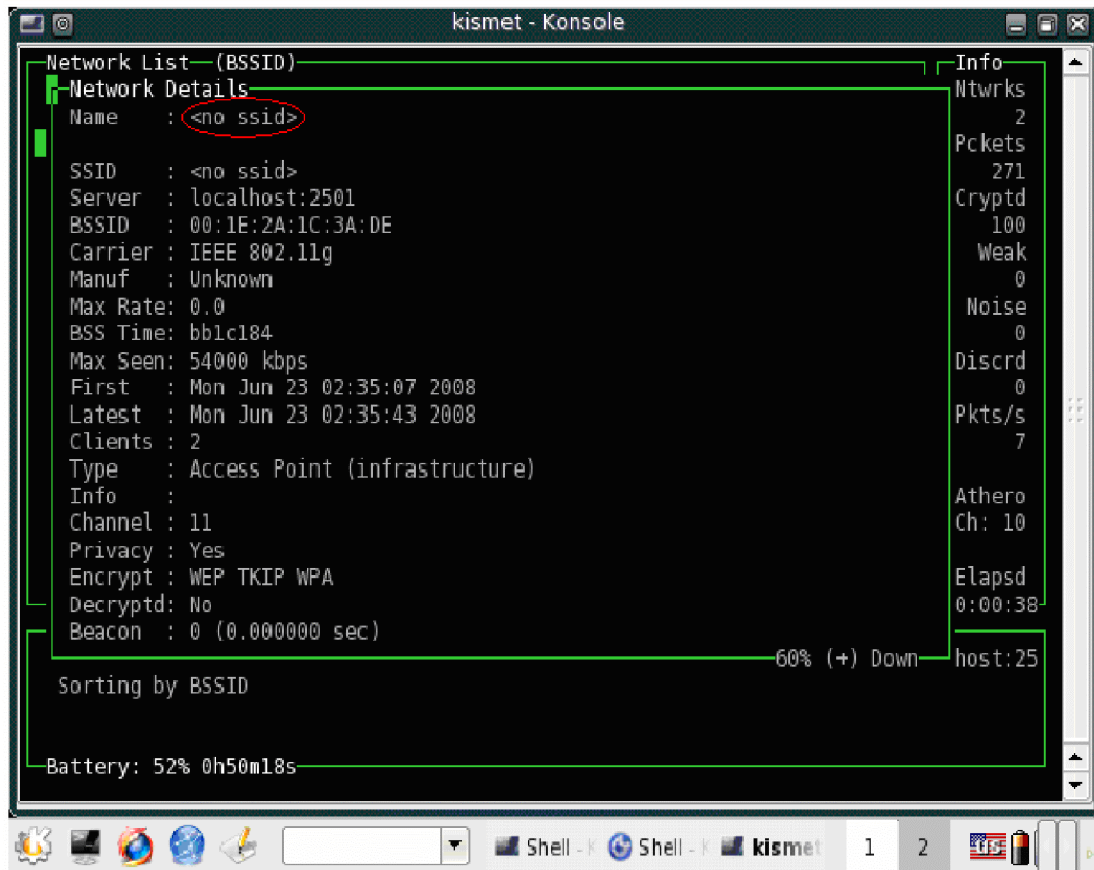 kismet - Konsole
Network List—(BSSID)
Info
Network Details
Ntwrks
Name : <no ssid>
2
Pckets
SSID : <no ssid>
271
Server : localhost:2501
Cryptd
BSSID : 00:1E:2A:1C:3A:DE
100
Carrier : IEEE 802.11g
Weak
Manuf : Unknown
0
Max Rate: 0.0
Noise
BSS Time: bb1c184
0
Max Seen: 54000 kbps
Discrd
First : Mon Jun 23 02:35:07 2008
0
Latest : Mon Jun 23 02:35:43 2008
Pkts/s
Clients : 2
7
Type : Access Point (infrastructure)
Info :
Athero
Channel : 11
Ch: 10
Privacy : Yes
Encrypt : WEP TKIP WPA
Elapsd
Decryptd: No
0:00:38
Beacon : 0 (0.000000 sec)
60% (+) Down
host:25
Sorting by BSSID
Battery: 52% 0h50m18s
Shell - K
Shell - K
kismet
1
2